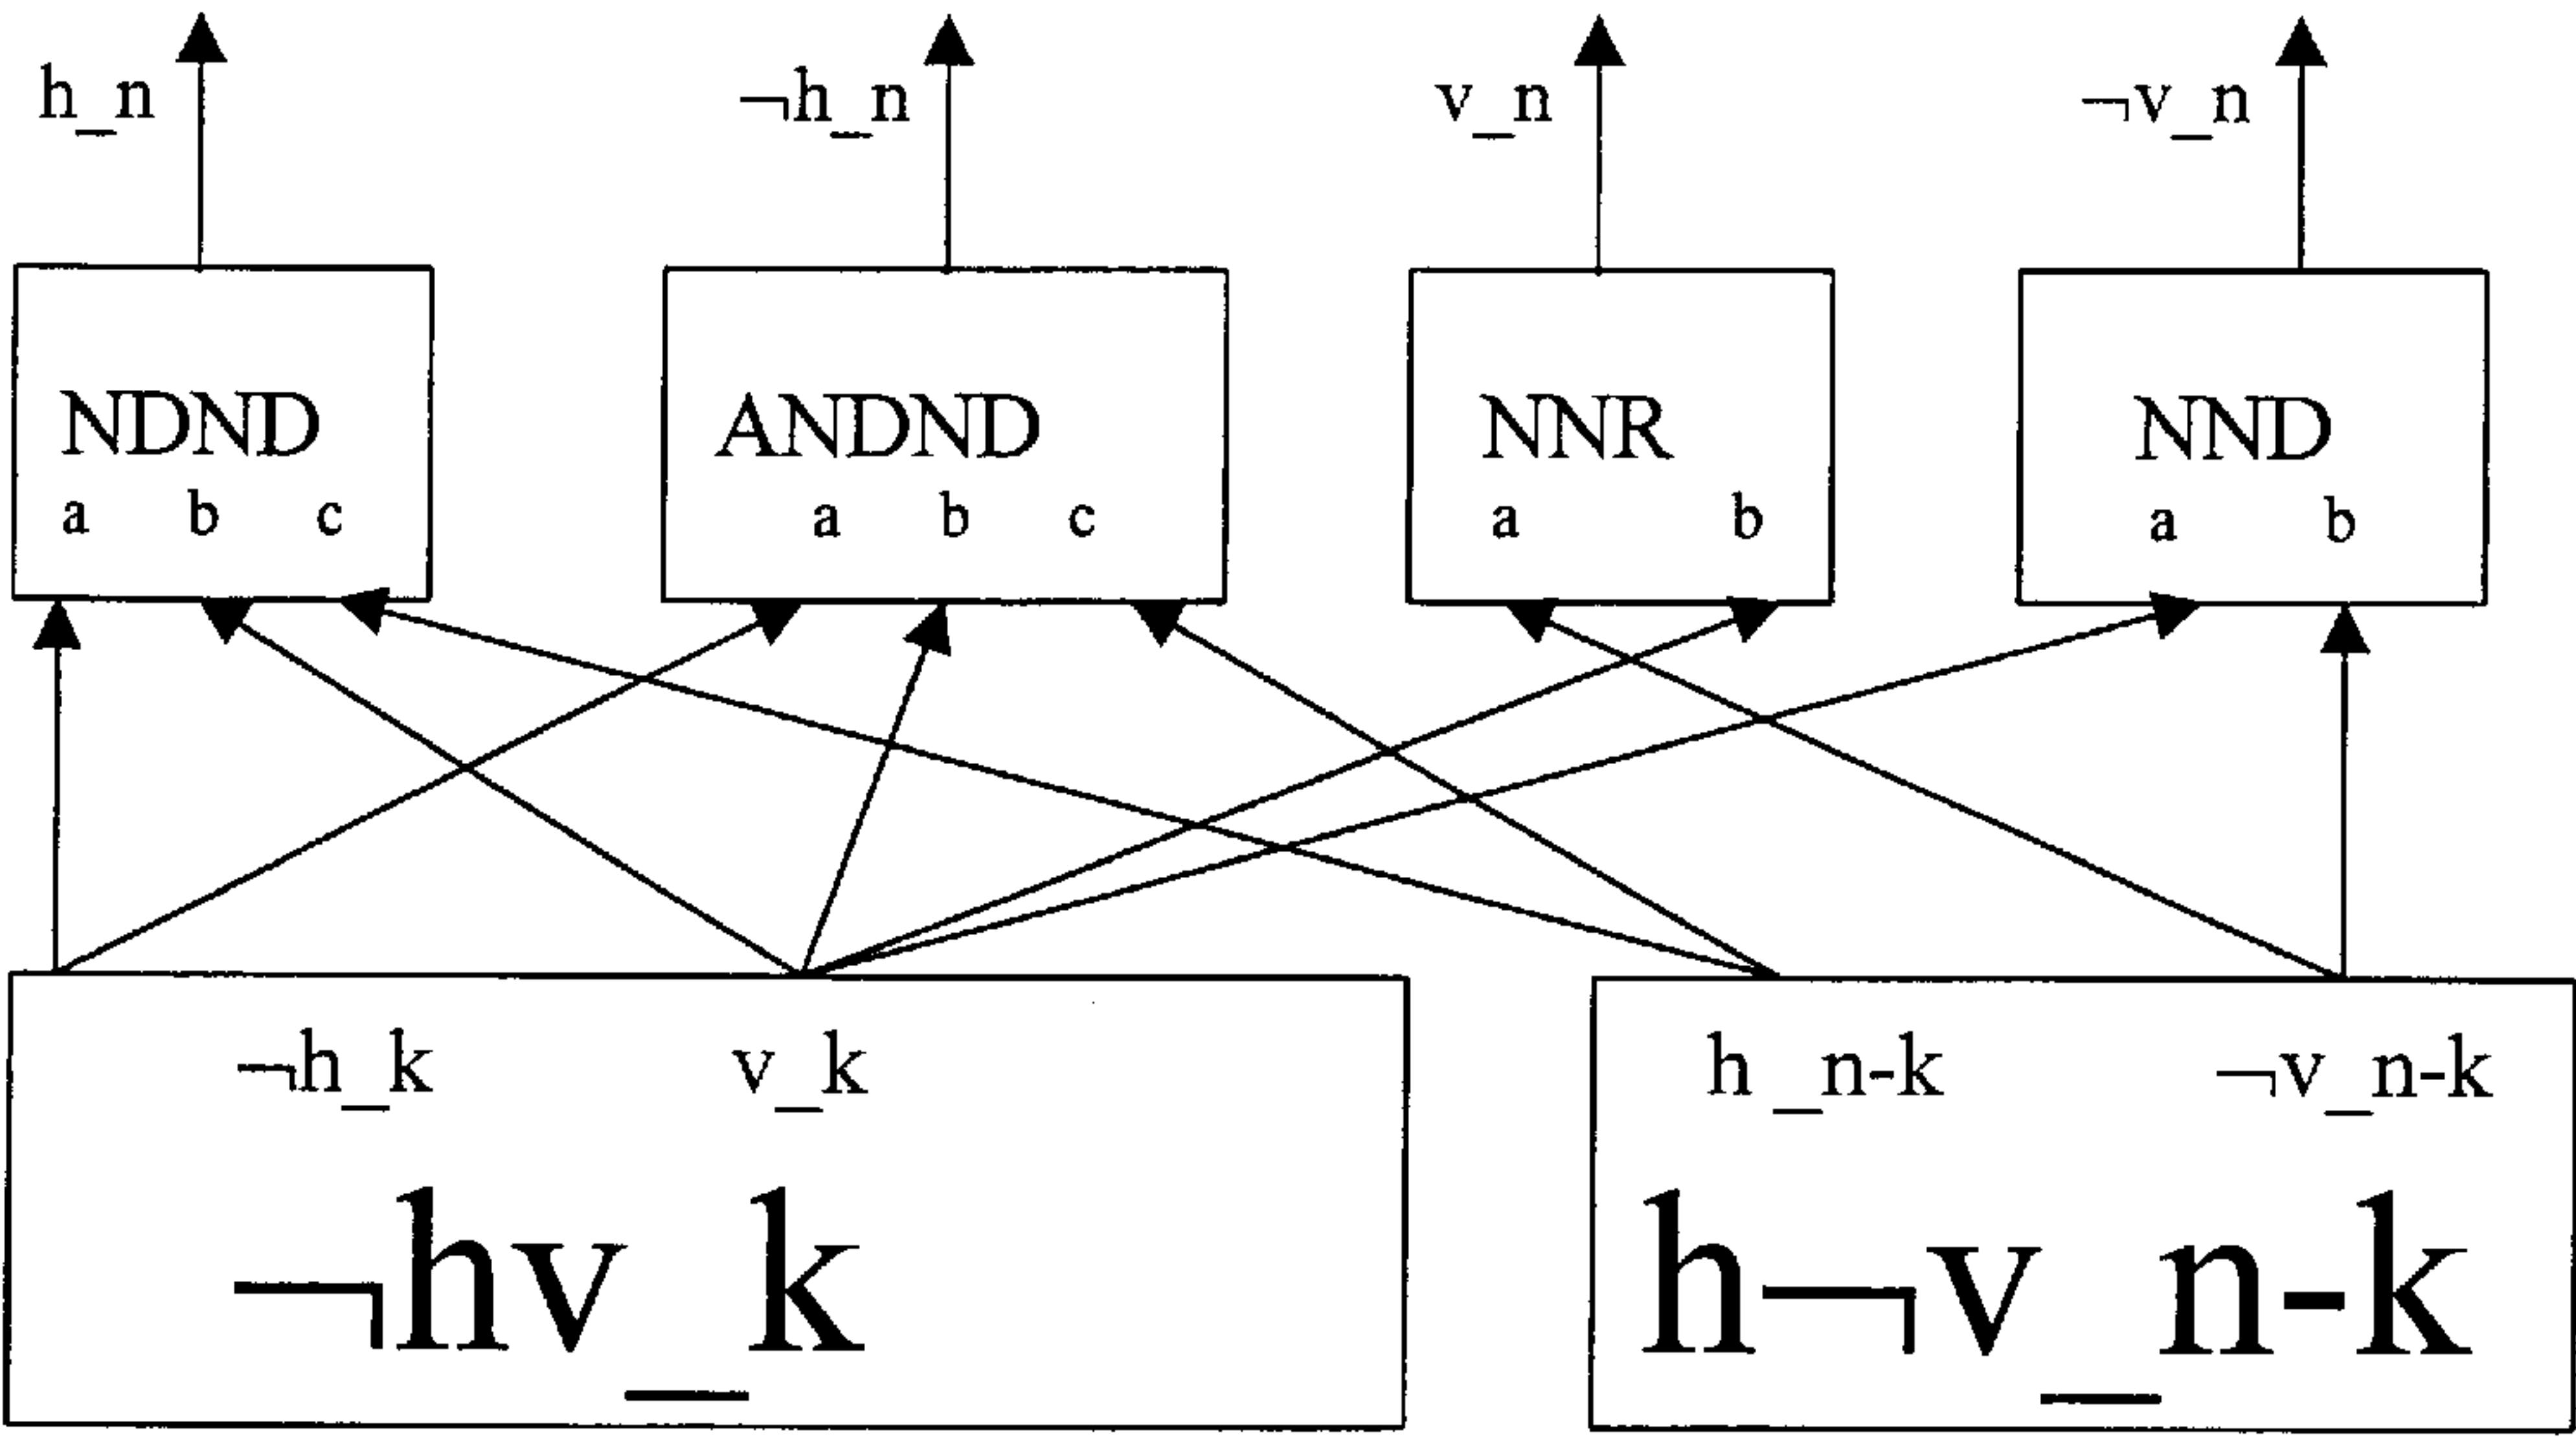 h_n ¬h_n v_n ¬v_n
NDND ANDND NNR NND
a b c a b c a b a b
¬h_k v_k h _n-k ¬v_n-k
¬hv_k h¬v_n-k